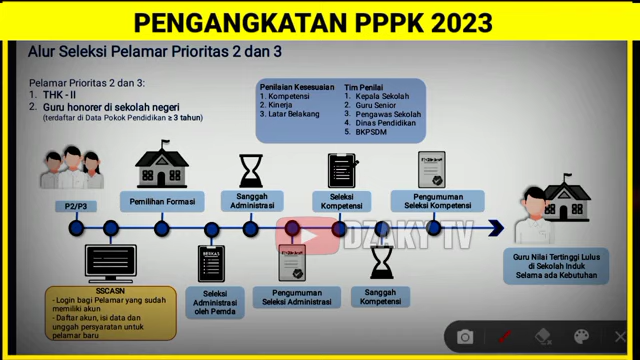 PENGANGKATAN PPPK 2023
Alur Seleksi Pelamar Prioritas 2 dan 3
Pelamar Prioritas 2 dan 3:
1. THK - II
2. Guru honorer di sekolah negeri
(terdaftar di Data Pokok Pendidikan ≥ 3 tahun)
Penilaian Kesesuaian
1. Kompetensi
2. Kinerja
3. Latar Belakang
Tim Penilai
1. Kepala Sekolah
2. Guru Senior
3. Pengawas Sekolah
4. Dinas Pendidikan
5. BKPSDM
P2/P3
Pemilihan Formasi
Sanggah
Administrasi
Seleksi
Kompetensi
Pengumuman
Seleksi Kompetensi
DZAKY TV
SSCASN
- Login bagi Pelamar yang sudah
memiliki akun
- Daftar akun, isi data dan
unggah persyaratan untuk
pelamar baru
BERKAS
Seleksi
Administrasi
oleh Pemda
Pengumuman
Seleksi Administrasi
Sanggah
Kompetensi
Guru Nilai Tertinggi Lulus
di Sekolah Induk
Selama ada Kebutuhan